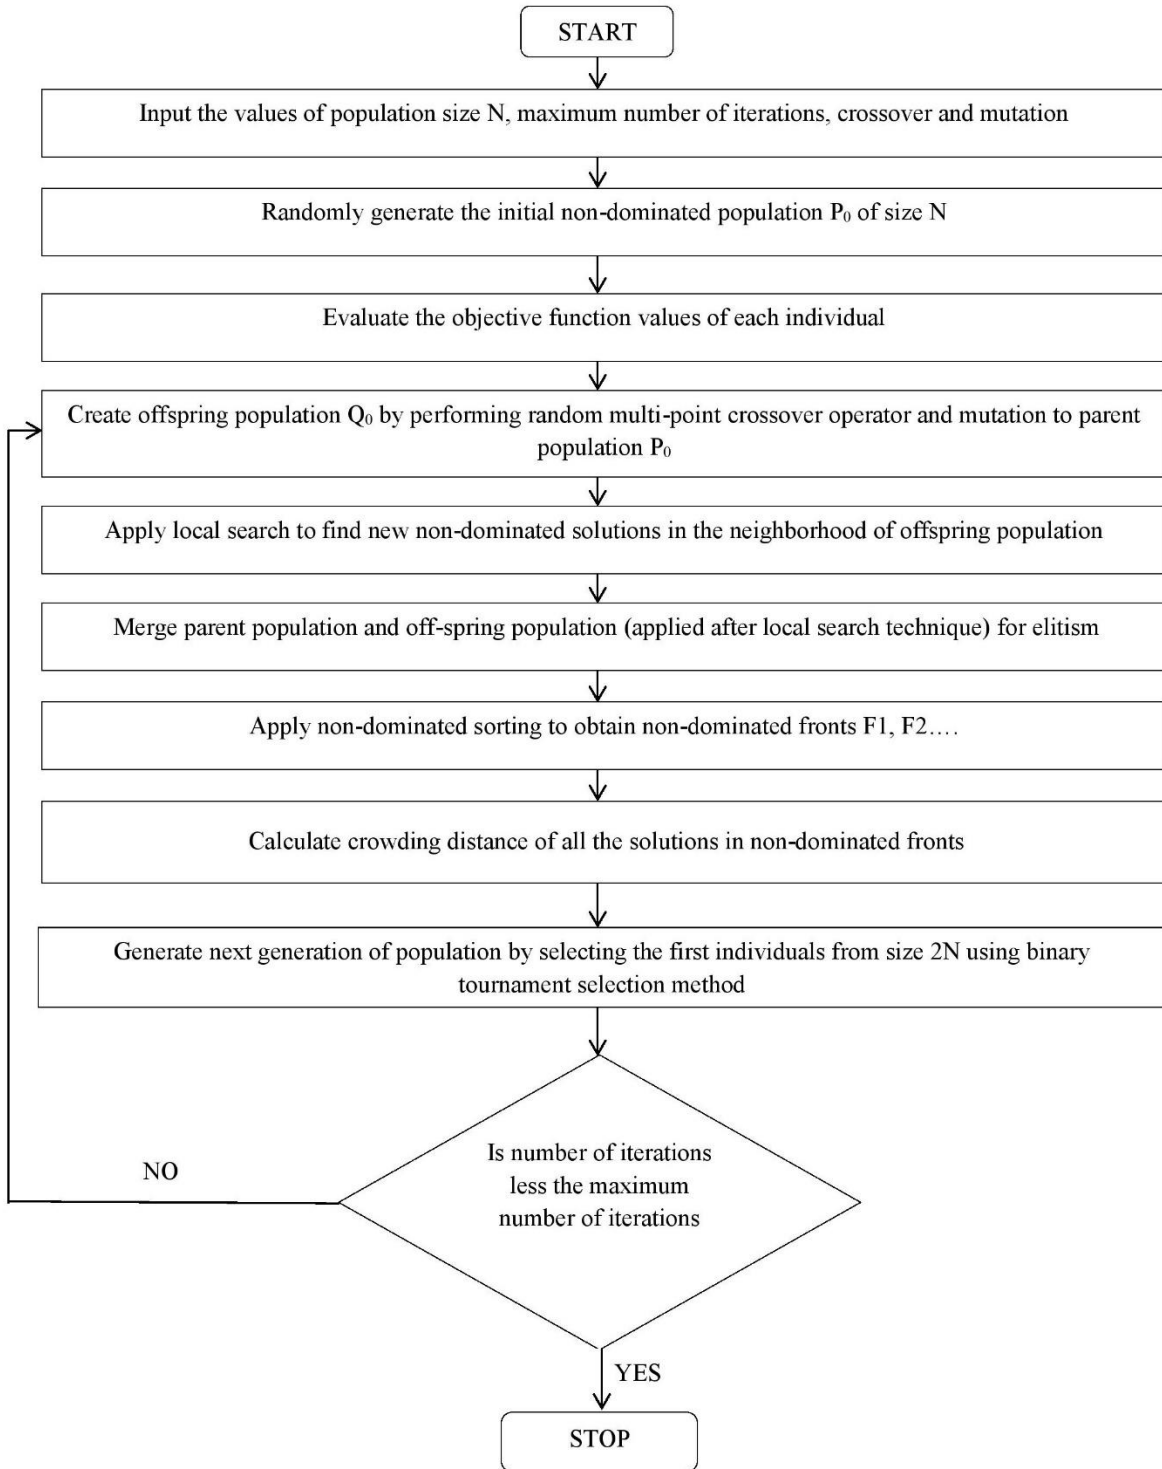 START
Input the values of population size N, maximum number of iterations, crossover and mutation
Randomly generate the initial non-dominated population P₀ of size N
Evaluate the objective function values of each individual
Create offspring population Q₀ by performing random multi-point crossover operator and mutation to parent
population P₀
Apply local search to find new non-dominated solutions in the neighborhood of offspring population
Merge parent population and off-spring population (applied after local search technique) for elitism
Apply non-dominated sorting to obtain non-dominated fronts F1, F2….
Calculate crowding distance of all the solutions in non-dominated fronts
Generate next generation of population by selecting the first individuals from size 2N using binary
tournament selection method
Is number of iterations
less the maximum
number of iterations
NO
YES
STOP